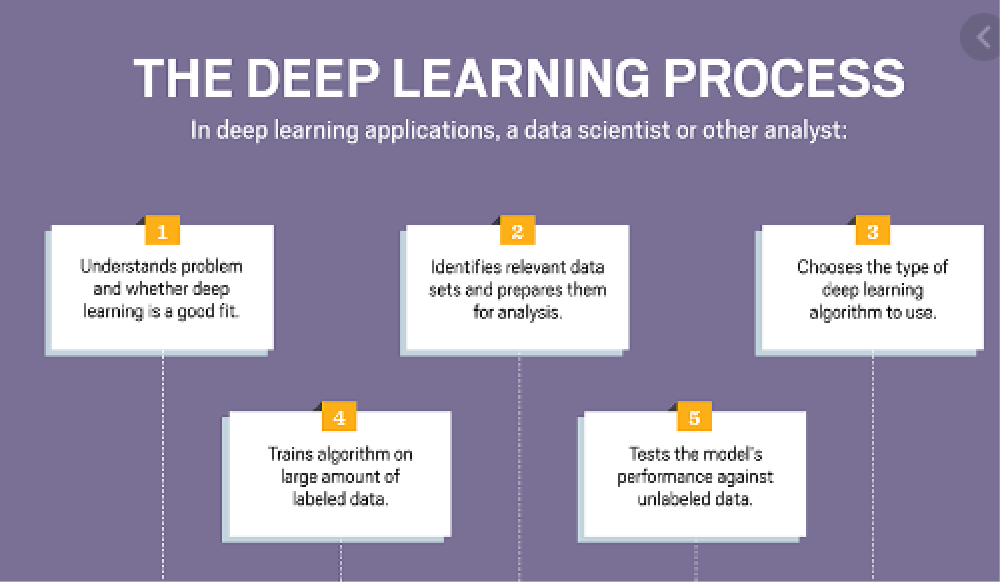 THE DEEP LEARNING PROCESS
In deep learning applications, a data scientist or other analyst:
1
Understands problem
and whether deep
learning is a good fit.
2
Identifies relevant data
sets and prepares them
for analysis.
3
Chooses the type of
deep learning
algorithm to use.
4
Trains algorithm on
large amount of
labeled data.
5
Tests the model's
performance against
unlabeled data.